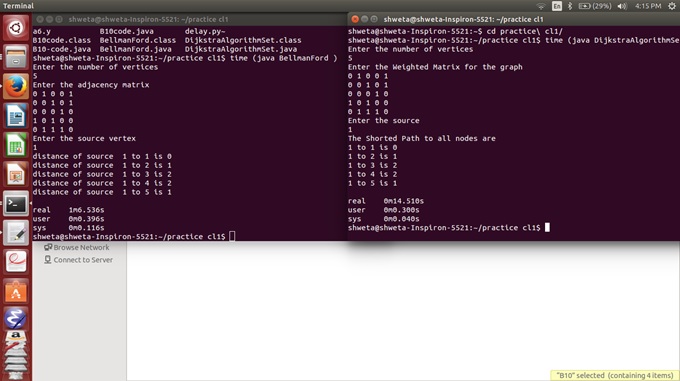 Terminal
En
(29%)
4:15 PM
shweta@shweta-Inspiron-5521: ~/practice cl1
a6.y B10code.java delay.py~
B10code.class BellmanFord.class DijkstraAlgorithmSet.class
B10-code.java BellmanFord.java DijkstraAlgorithmSet.java
shweta@shweta-Inspiron-5521:~/practice cl1$ time (java BellmanFord )
Enter the number of vertices
5
Enter the adjacency matrix
0 1 0 0 1
0 0 1 0 1
0 0 0 1 0
1 0 1 0 0
0 1 1 1 0
Enter the source vertex
1
distance of source 1 to 1 is 0
distance of source 1 to 2 is 1
distance of source 1 to 3 is 2
distance of source 1 to 4 is 2
distance of source 1 to 5 is 1
real 1m6.536s
user 0m0.396s
sys 0m0.116s
shweta@shweta-Inspiron-5521:~/practice cl1$
shweta@shweta-Inspiron-5521: ~/practice cl1
shweta@shweta-Inspiron-5521:~$ cd practice\ cl1/
shweta@shweta-Inspiron-5521:~/practice cl1$ time (java DijkstraAlgorithmSe
Enter the number of vertices
5
Enter the Weighted Matrix for the graph
0 1 0 0 1
0 0 1 0 1
0 0 0 1 0
1 0 1 0 0
0 1 1 1 0
Enter the source
1
The Shorted Path to all nodes are
1 to 1 is 0
1 to 2 is 1
1 to 3 is 2
1 to 4 is 2
1 to 5 is 1
real 0m14.510s
user 0m0.300s
sys 0m0.040s
shweta@shweta-Inspiron-5521:~/practice cl1$
Browse Network
Connect to Server
"B10" selected (containing 4 items)